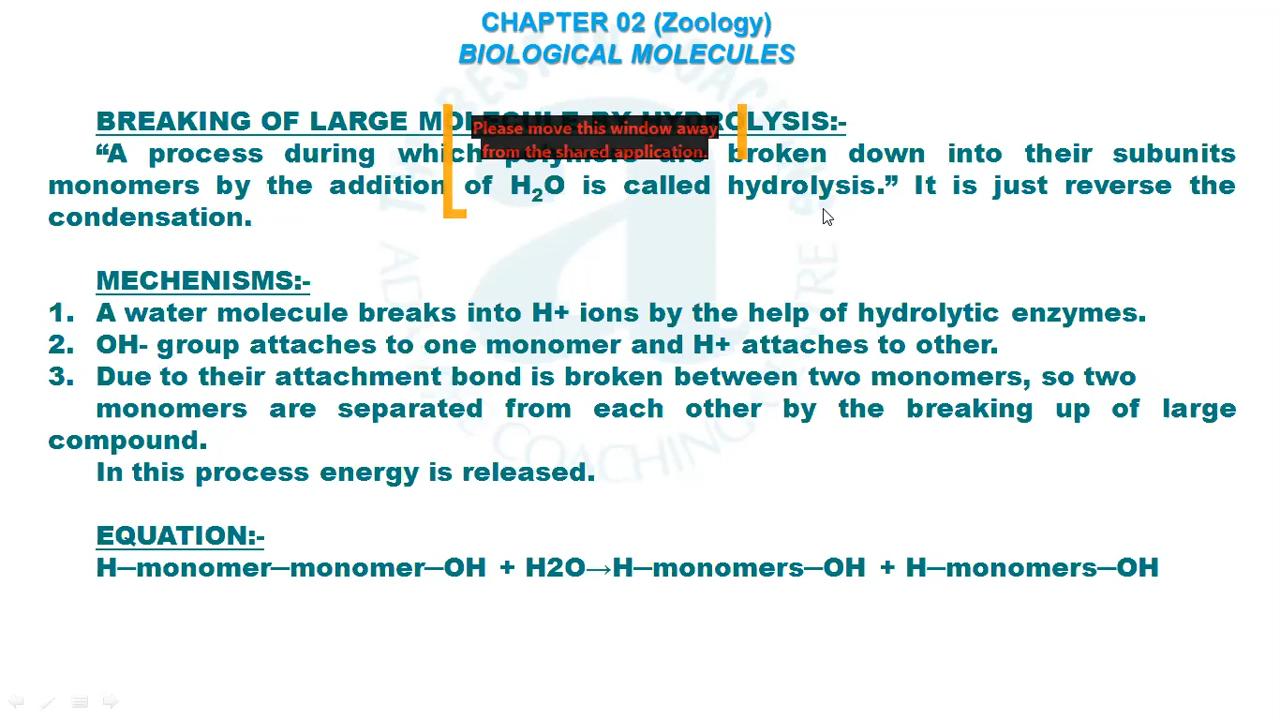 CHAPTER 02 (Zoology)
BIOLOGICAL MOLECULES
BREAKING OF LARGE MOLECULE BY HYDROLYSIS:-
Please move this window away
from the shared application.
“A process during which broken down into their subunits
monomers by the addition of H₂O is called hydrolysis.” It is just reverse the
condensation.
MECHENISMS:-
1. A water molecule breaks into H+ ions by the help of hydrolytic enzymes.
2. OH- group attaches to one monomer and H+ attaches to other.
3. Due to their attachment bond is broken between two monomers, so two
monomers are separated from each other by the breaking up of large
compound.
In this process energy is released.
EQUATION:-
H─monomer─monomer─OH + H2O→H─monomers─OH + H─monomers─OH